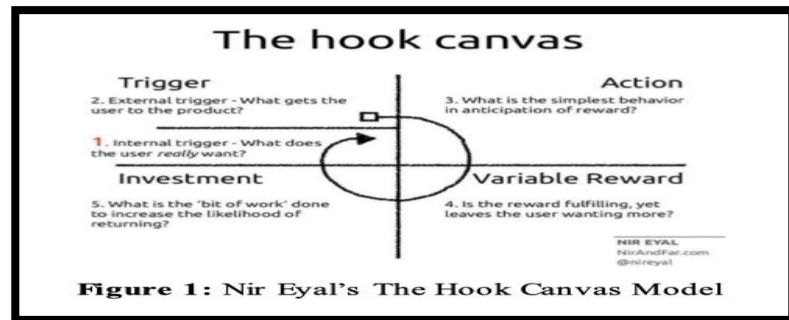 The hook canvas
Trigger
2. External trigger - What gets the
user to the product?
1. Internal trigger - What does
the user really want?
Action
3. What is the simplest behavior
in anticipation of reward?
Investment
5. What is the 'bit of work' done
to increase the likelihood of
returning?
Variable Reward
4. Is the reward fulfilling, yet
leaves the user wanting more?
NIR EYAL
NirAndFar.com
@nireyal
Figure 1: Nir Eyal's The Hook Canvas Model